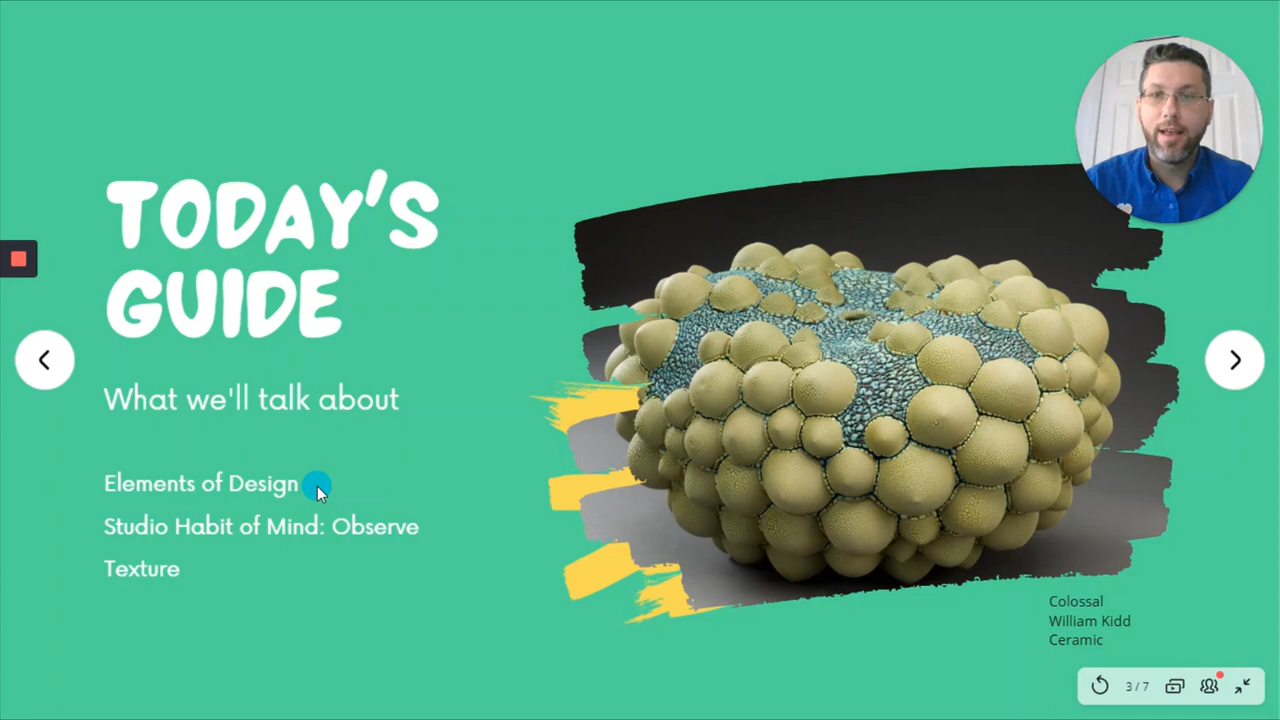 TODAY'S
GUIDE
What we'll talk about
Elements of Design
Studio Habit of Mind: Observe
Texture
Colossal
William Kidd
Ceramic
3 / 7